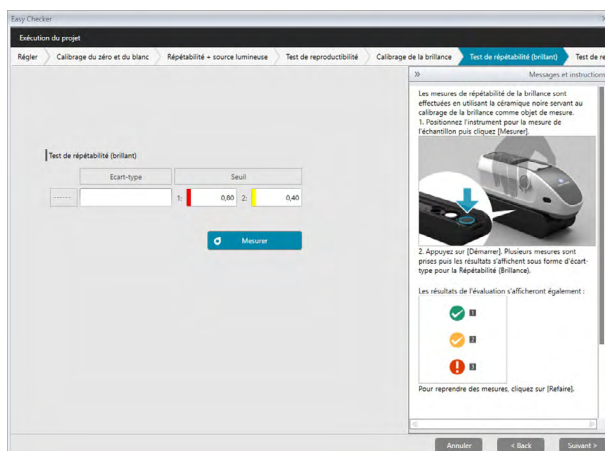 Easy Checker
Exécution du projet
Régler
Calibrage du zéro et du blanc
Répétabilité + source lumineuse
Test de reproductibilité
Calibrage de la brillance
Test de répétabilité (brillant)
Test de re
Messages et instructions
Les mesures de répétabilité de la brillance sont
effectuées en utilisant la céramique noire servant au
calibrage de la brillance comme objet de mesure.
1. Positionnez l'instrument pour la mesure de
l'échantillon puis cliquez [Mesurer].
Test de répétabilité (brillant)
Ecart-type
Seuil
------
1:
0,80
2:
0,40
Mesurer
2. Appuyez sur [Démarrer]. Plusieurs mesures sont
prises puis les résultats s'affichent sous forme d'écart-
type pour la Répétabilité (Brillance).
Les résultats de l'évaluation s'afficheront également :
1
2
3
Pour reprendre des mesures, cliquez sur [Refaire].
Annuler
< Back
Suivant >